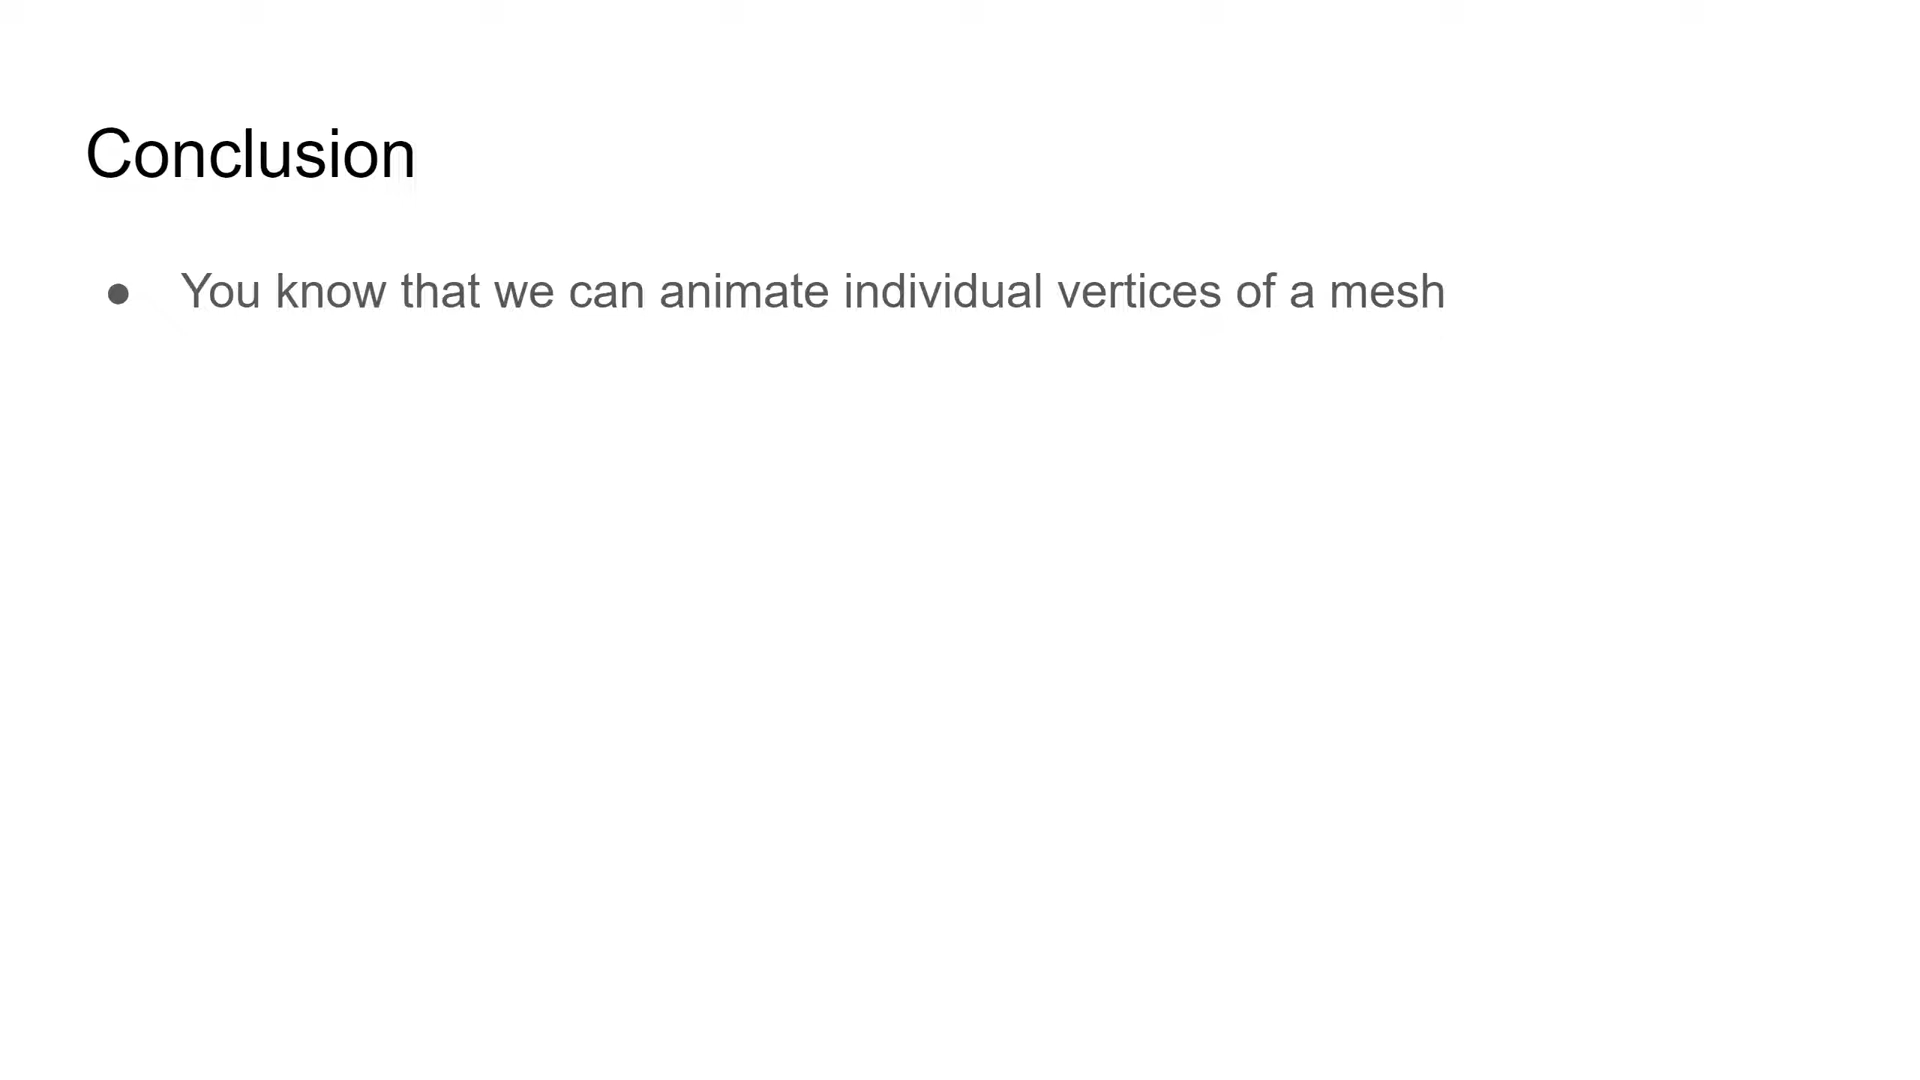 Conclusion
● You know that we can animate individual vertices of a mesh